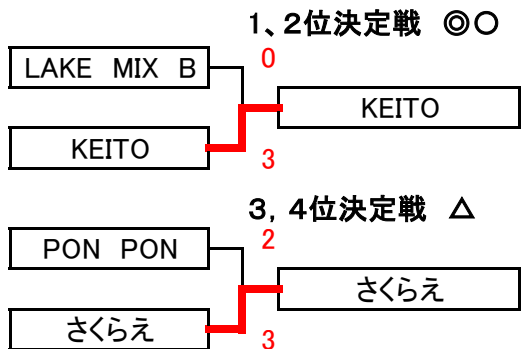 1、2位決定戦 ◎○
0
LAKE MIX B
KEITO
KEITO
3
3，4位決定戦 △
2
PON PON
さくらえ
さくらえ
3